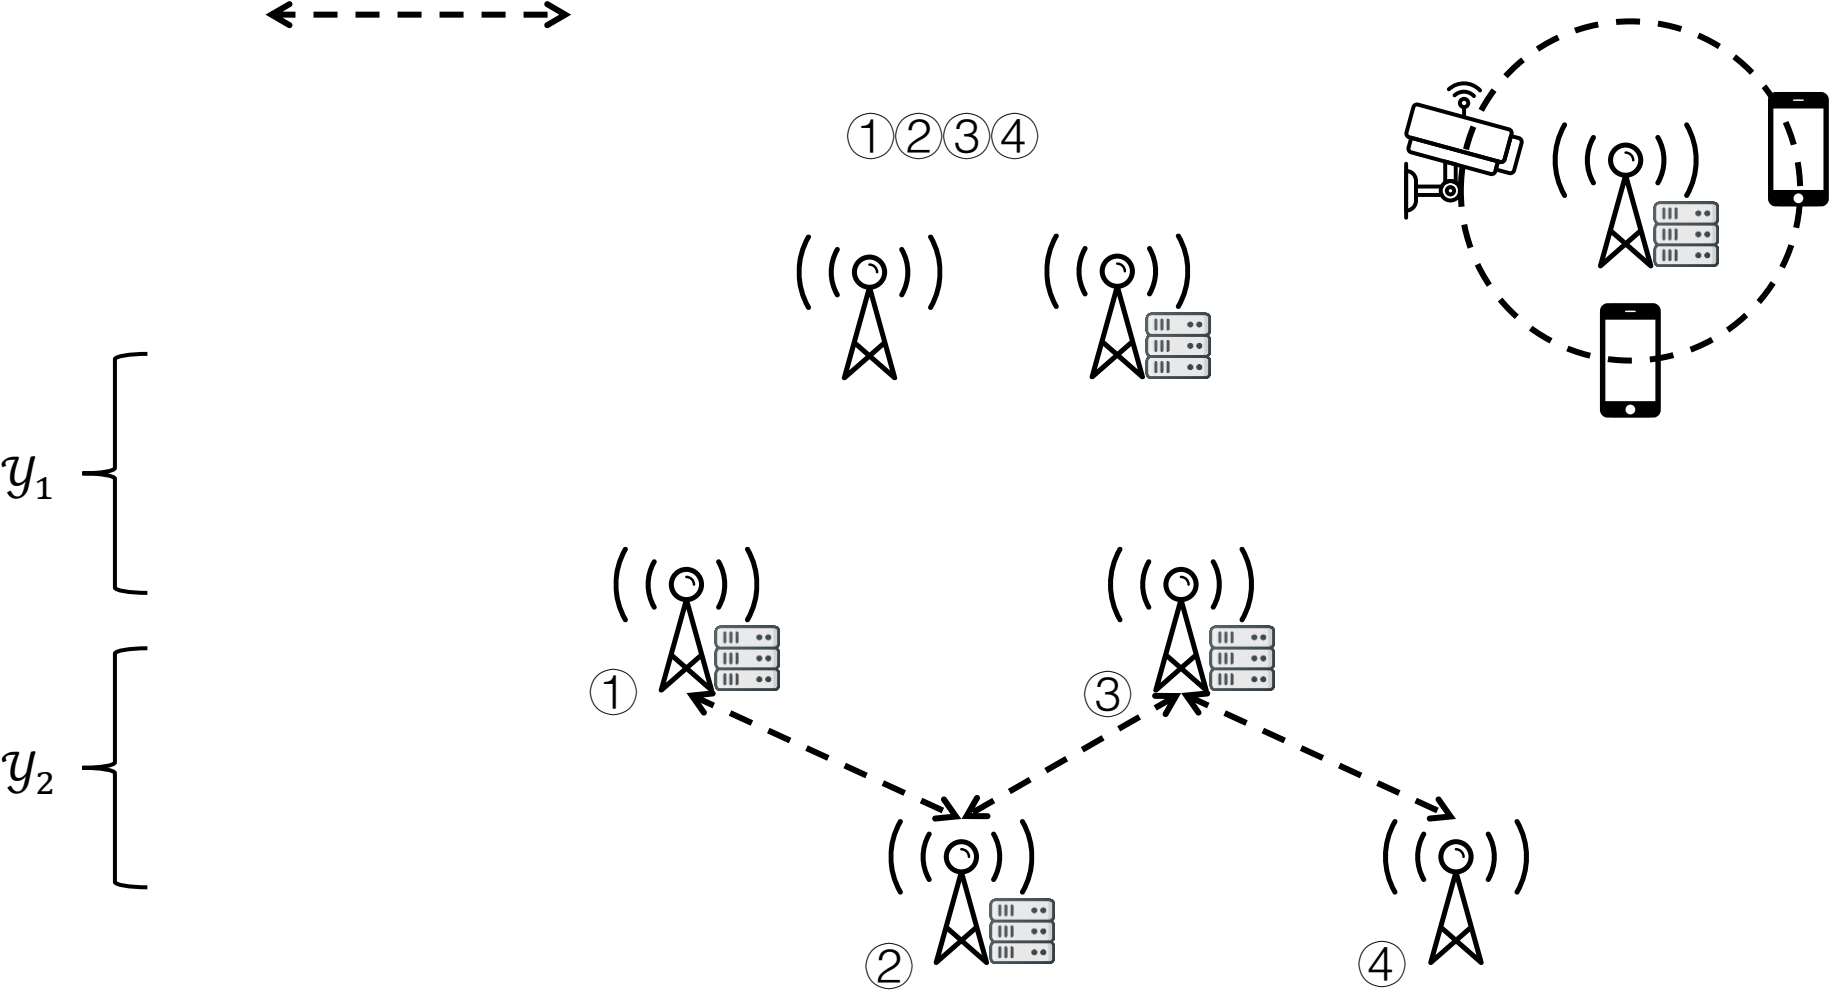 ①②③④
𝒴₁
①
③
𝒴₂
②
④